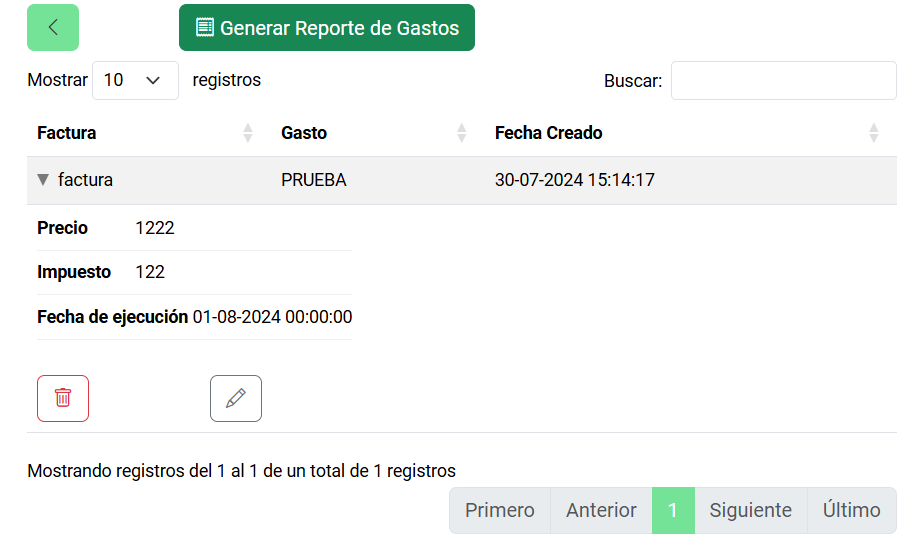 Generar Reporte de Gastos
Mostrar 10 registros Buscar:
Factura Gasto Fecha Creado
factura PRUEBA 30-07-2024 15:14:17
Precio 1222
Impuesto 122
Fecha de ejecución 01-08-2024 00:00:00
Mostrando registros del 1 al 1 de un total de 1 registros
Primero Anterior 1 Siguiente Último